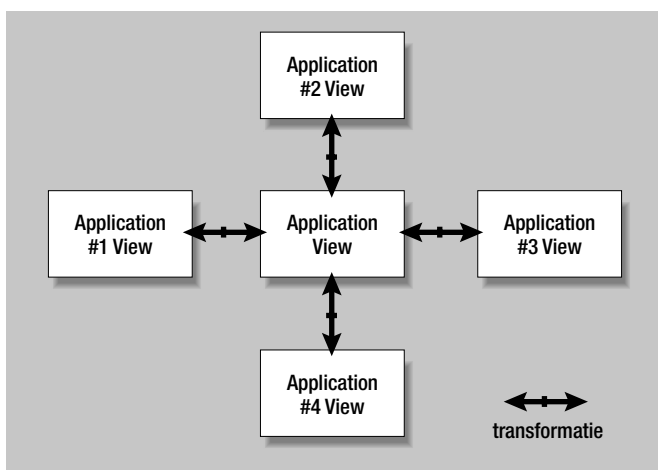 Application
#2 View
Application
#1 View
Application
View
Application
#3 View
Application
#4 View
transformatie